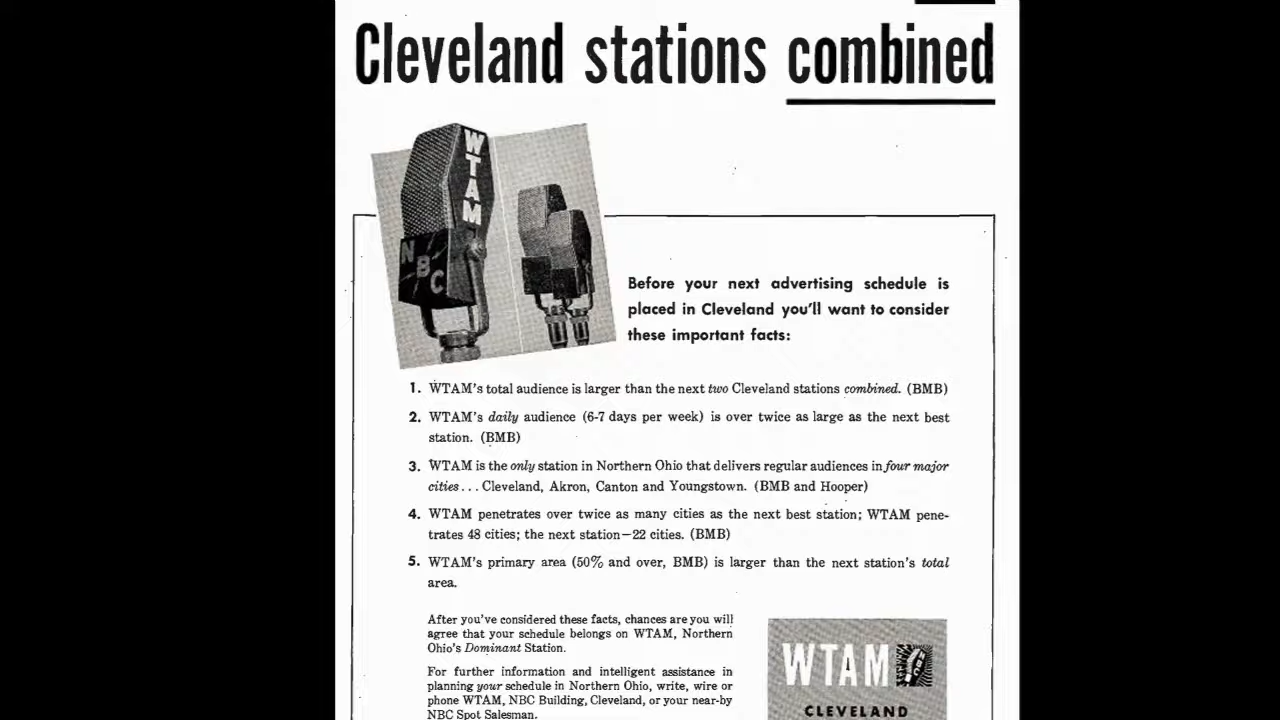 Cleveland stations combined
WTAM
NBC
Before your next advertising schedule is
placed in Cleveland you'll want to consider
these important facts:
1. WTAM's total audience is larger than the next two Cleveland stations combined. (BMB)
2. WTAM's daily audience (6-7 days per week) is over twice as large as the next best
station. (BMB)
3. WTAM is the only station in Northern Ohio that delivers regular audiences in four major
cities... Cleveland, Akron, Canton and Youngstown. (BMB and Hooper)
4. WTAM penetrates over twice as many cities as the next best station; WTAM pene-
trates 48 cities; the next station—22 cities. (BMB)
5. WTAM's primary area (50% and over, BMB) is larger than the next station's total
area.
After you've considered these facts, chances are you will
agree that your schedule belongs on WTAM, Northern
Ohio's Dominant Station.
For further information and intelligent assistance in
planning your schedule in Northern Ohio, write, wire or
phone WTAM, NBC Building, Cleveland, or your near-by
NBC Spot Salesman.
WTAM NBC
CLEVELAND